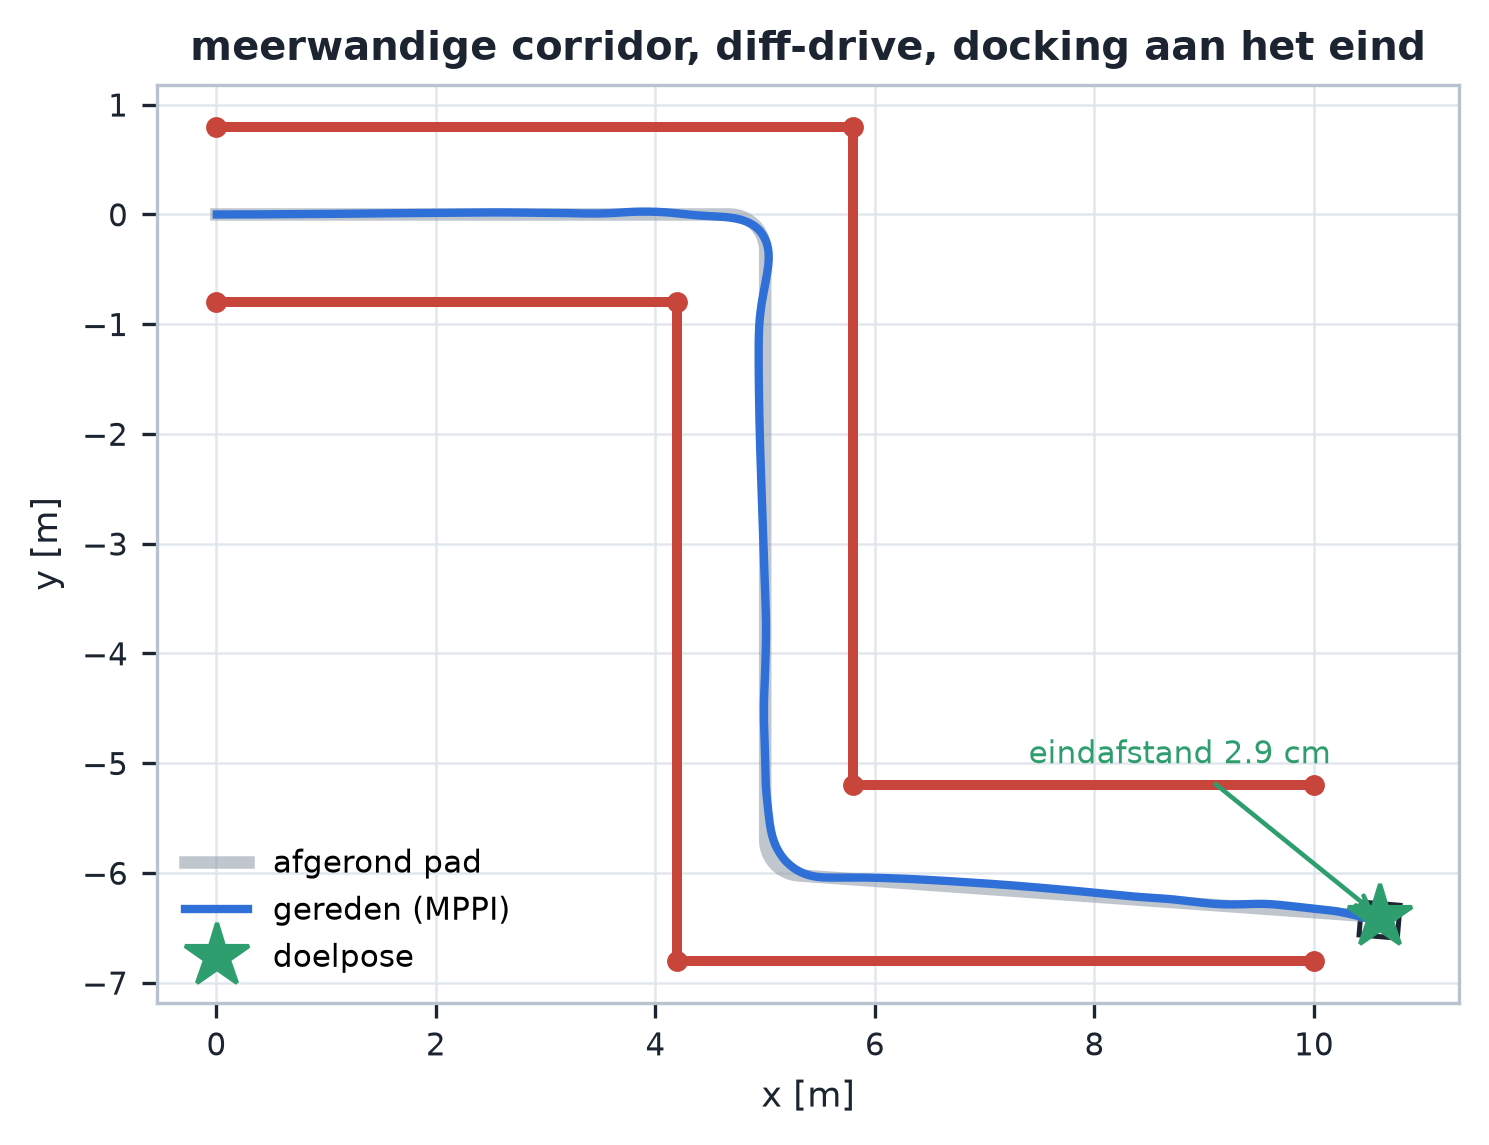 meerwandige corridor, diff-drive, docking aan het eind
1
0
−1
−2
−3
−4
−5
−6
−7
y [m]
eindafstand 2.9 cm
afgerond pad
gereden (MPPI)
doelpose
0 2 4 6 8 10
x [m]